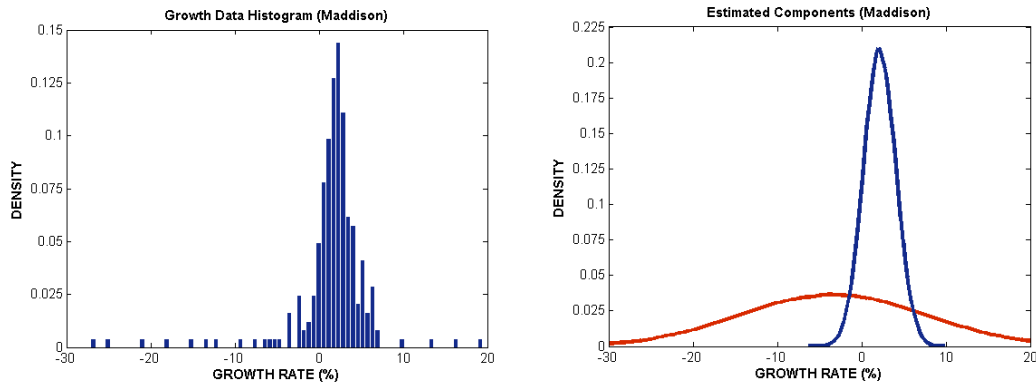 Growth Data Histogram (Maddison)
0.15
0.125
0.1
0.075
0.05
0.025
0
DENSITY
-30 -20 -10 0 10 20
GROWTH RATE (%)
Estimated Components (Maddison)
0.225
0.2
0.175
0.15
0.125
0.1
0.075
0.05
0.025
0
DENSITY
-30 -20 -10 0 10 20
GROWTH RATE (%)